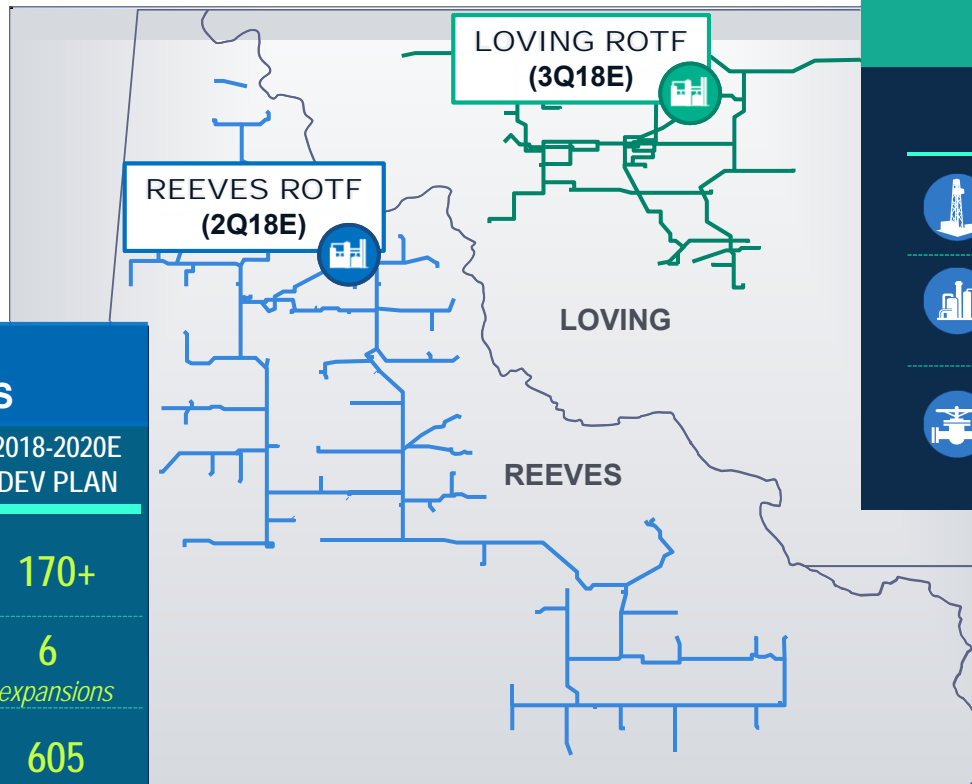 LOVING ROTF
(3Q18E)
REEVES ROTF
(2Q18E)
LOVING
REEVES
S
2018-2020E
DEV PLAN
170+
6
expansions
605